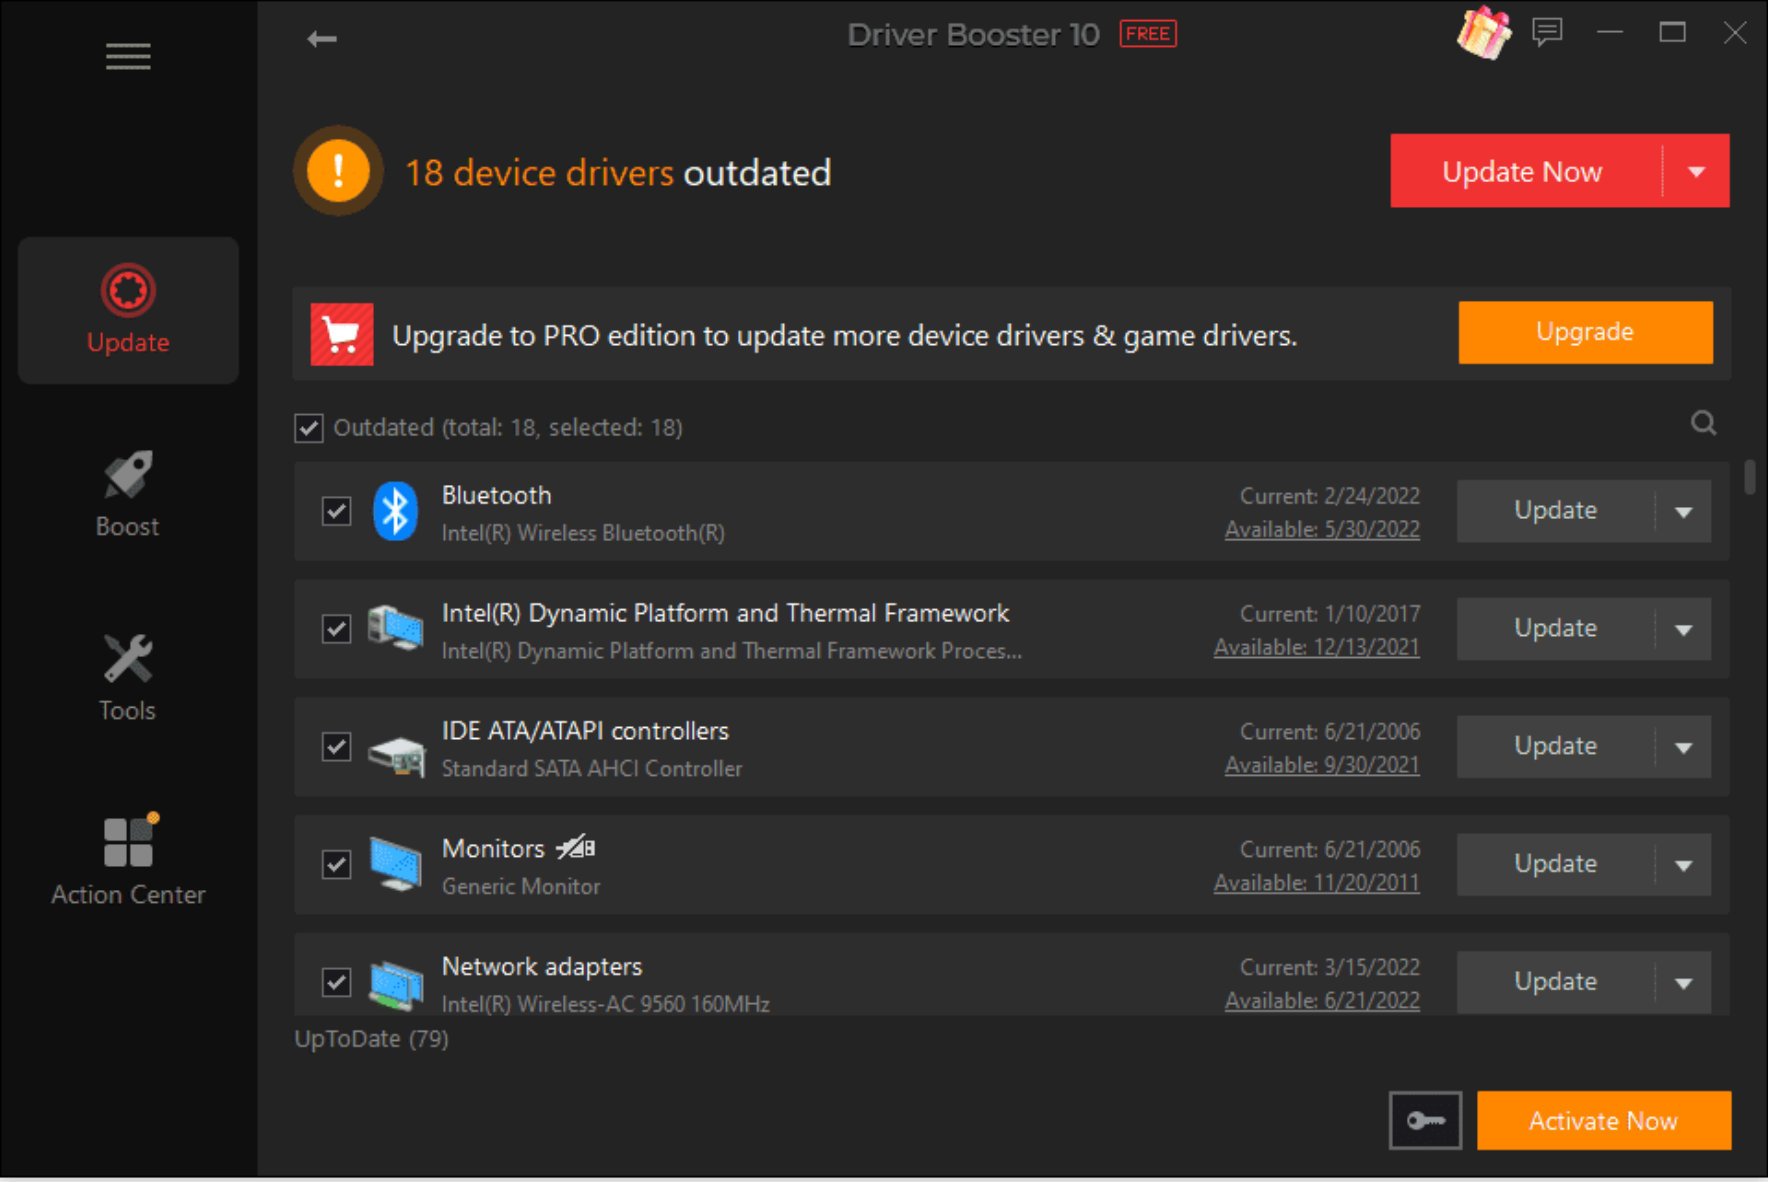 Driver Booster 10 FREE
18 device drivers outdated
Update Now
Upgrade to PRO edition to update more device drivers & game drivers.
Upgrade
Update
Boost
Tools
Action Center
Outdated (total: 18, selected: 18)
Bluetooth
Intel(R) Wireless Bluetooth(R)
Current: 2/24/2022
Available: 5/30/2022
Update
Intel(R) Dynamic Platform and Thermal Framework
Intel(R) Dynamic Platform and Thermal Framework Proces...
Current: 1/10/2017
Available: 12/13/2021
Update
IDE ATA/ATAPI controllers
Standard SATA AHCI Controller
Current: 6/21/2006
Available: 9/30/2021
Update
Monitors
Generic Monitor
Current: 6/21/2006
Available: 11/20/2011
Update
Network adapters
Intel(R) Wireless-AC 9560 160MHz
Current: 3/15/2022
Available: 6/21/2022
Update
UpToDate (79)
Activate Now